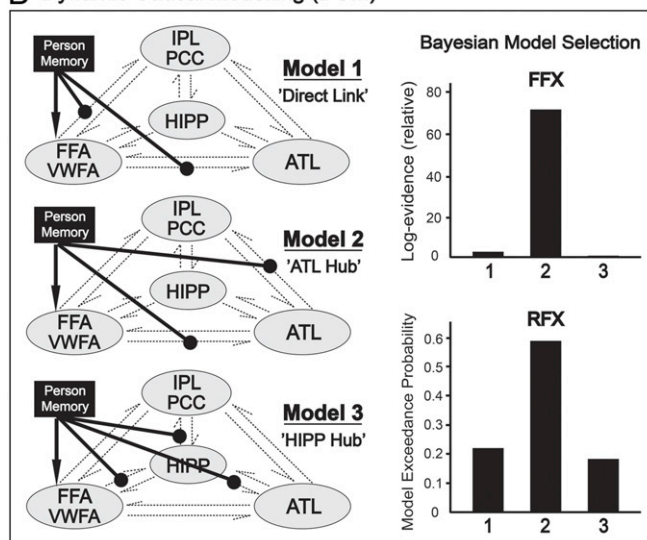 Person
Memory
IPL
PCC
HIPP
FFA
VWFA
ATL
Model 1
'Direct Link'
Person
Memory
IPL
PCC
HIPP
FFA
VWFA
ATL
Model 2
'ATL Hub'
Person
Memory
IPL
PCC
HIPP
FFA
VWFA
ATL
Model 3
'HIPP Hub'
Bayesian Model Selection
FFX
Log-evidence (relative)
80
60
40
20
0
1 2 3
RFX
Model Exceedance Probability
0.6
0.5
0.4
0.3
0.2
0.1
0
1 2 3